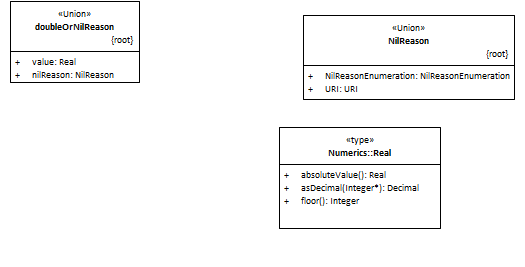 «Union»
doubleOrNilReason
{root}
+ value: Real
+ nilReason: NilReason
«Union»
NilReason
{root}
+ NilReasonEnumeration: NilReasonEnumeration
+ URI: URI
«type»
Numerics::Real
+ absoluteValue(): Real
+ asDecimal(Integer*): Decimal
+ floor(): Integer